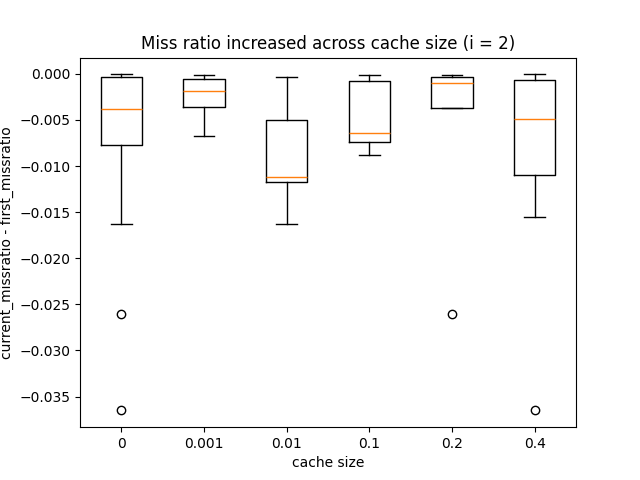 Miss ratio increased across cache size (i = 2)
0.000
−0.005
−0.010
−0.015
−0.020
−0.025
−0.030
−0.035
current_missratio - first_missratio
0 0.001 0.01 0.1 0.2 0.4
cache size